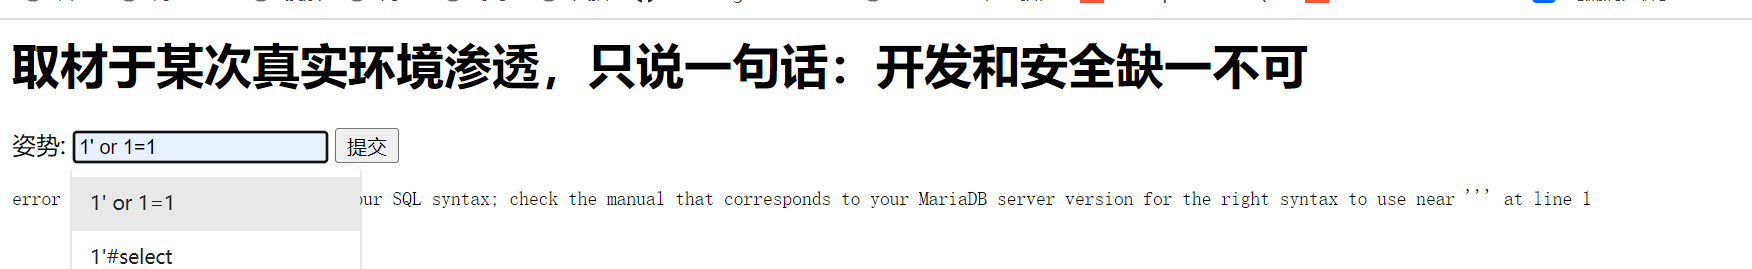 取材于某次真实环境渗透，只说一句话：开发和安全缺一不可
姿势: 1' or 1=1 提交
error
our SQL syntax; check the manual that corresponds to your MariaDB server version for the right syntax to use near ''' at line 1
1' or 1=1
1'#select